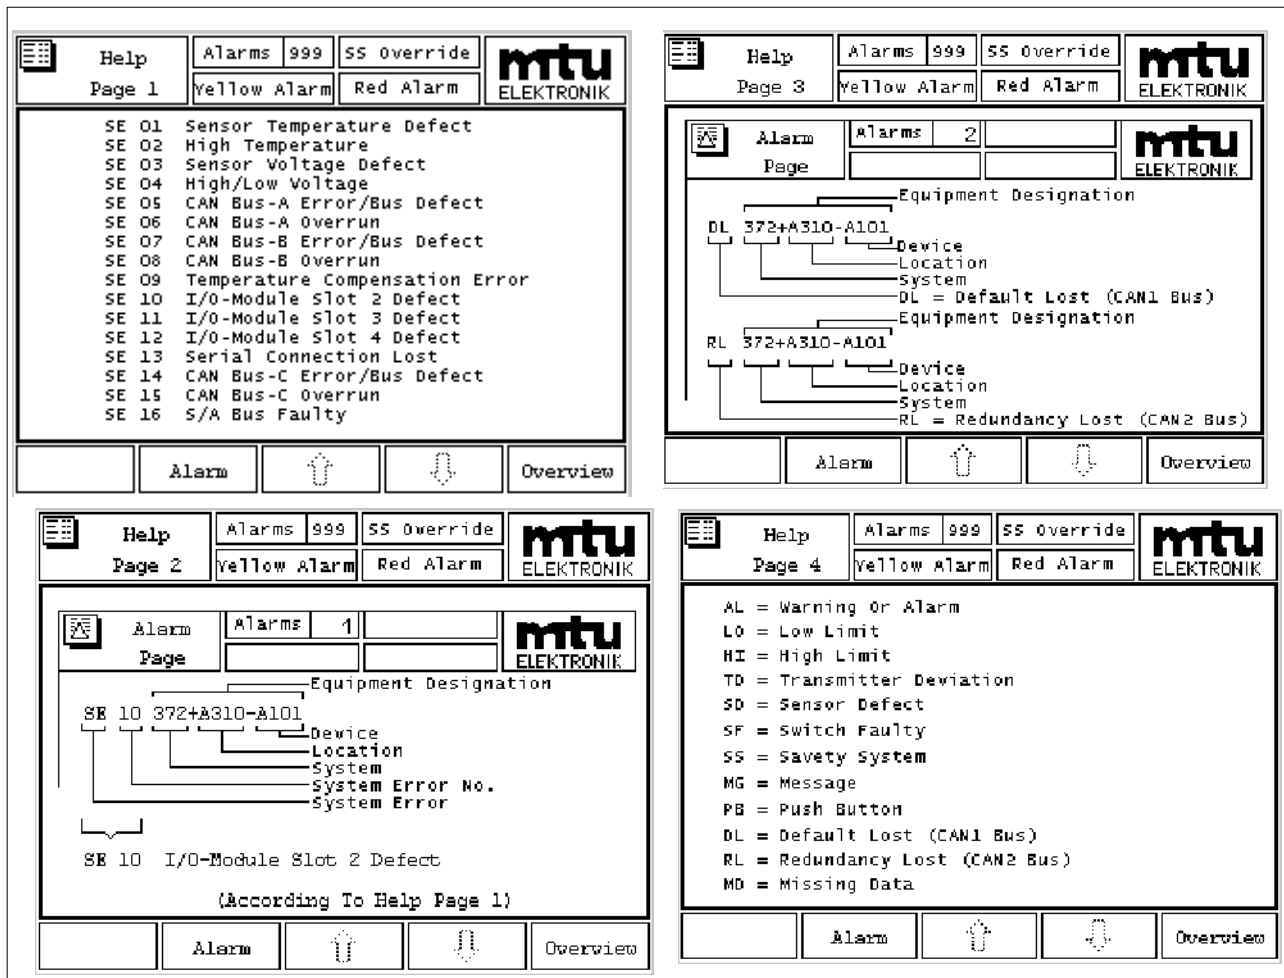 Help
Page 1
Alarms 999 SS Override
Yellow Alarm Red Alarm
mtu
ELEKTRONIK
SE 01 Sensor Temperature Defect
SE 02 High Temperature
SE 03 Sensor Voltage Defect
SE 04 High/Low Voltage
SE 05 CAN Bus-A Error/Bus Defect
SE 06 CAN Bus-A Overrun
SE 07 CAN Bus-B Error/Bus Defect
SE 08 CAN Bus-B Overrun
SE 09 Temperature Compensation Error
SE 10 I/O-Module Slot 2 Defect
SE 11 I/O-Module Slot 3 Defect
SE 12 I/O-Module Slot 4 Defect
SE 13 Serial Connection Lost
SE 14 CAN Bus-C Error/Bus Defect
SE 15 CAN Bus-C Overrun
SE 16 S/A Bus Faulty
Alarm Overview
Help
Page 3
Alarms 999 SS Override
Yellow Alarm Red Alarm
mtu
ELEKTRONIK
Alarm
Page
Alarms 2
mtu
ELEKTRONIK
Equipment Designation
DL 372+A310-A101
Device
Location
System
DL = Default Lost (CAN1 Bus)
Equipment Designation
RL 372+A310-A101
Device
Location
System
RL = Redundancy Lost (CAN2 Bus)
Alarm Overview
Help
Page 2
Alarms 999 SS Override
Yellow Alarm Red Alarm
mtu
ELEKTRONIK
Alarm
Page
Alarms 1
mtu
ELEKTRONIK
Equipment Designation
SE 10 372+A310-A101
Device
Location
System
System Error No.
System Error
SE 10 I/O-Module Slot 2 Defect
(According To Help Page 1)
Alarm Overview
Help
Page 4
Alarms 999 SS Override
Yellow Alarm Red Alarm
mtu
ELEKTRONIK
AL = Warning Or Alarm
LO = Low Limit
HI = High Limit
TD = Transmitter Deviation
SD = Sensor Defect
SF = Switch Faulty
SS = Savety System
MG = Message
PB = Push Button
DL = Default Lost (CAN1 Bus)
RL = Redundancy Lost (CAN2 Bus)
MD = Missing Data
Alarm Overview